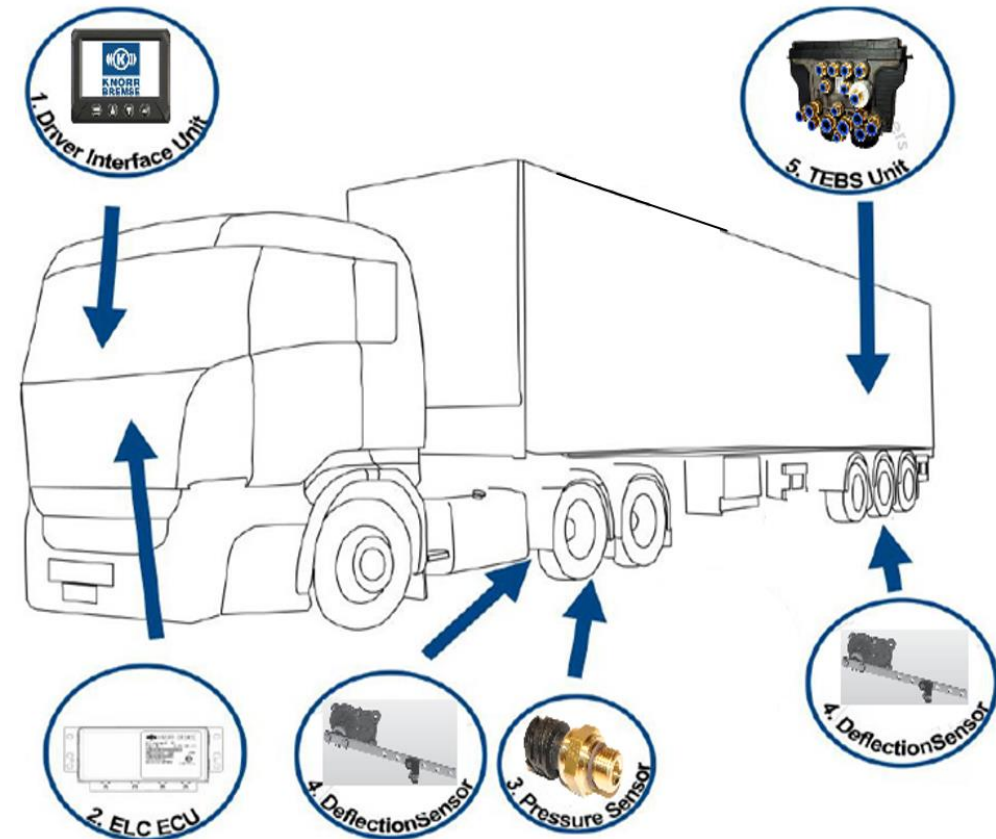 KNORR
BREMSE
1. Driver Interface Unit
5. TEBS Unit
2. ELC ECU
4. DeflectionSensor
3. Pressure Sensor
4. DeflectionSensor